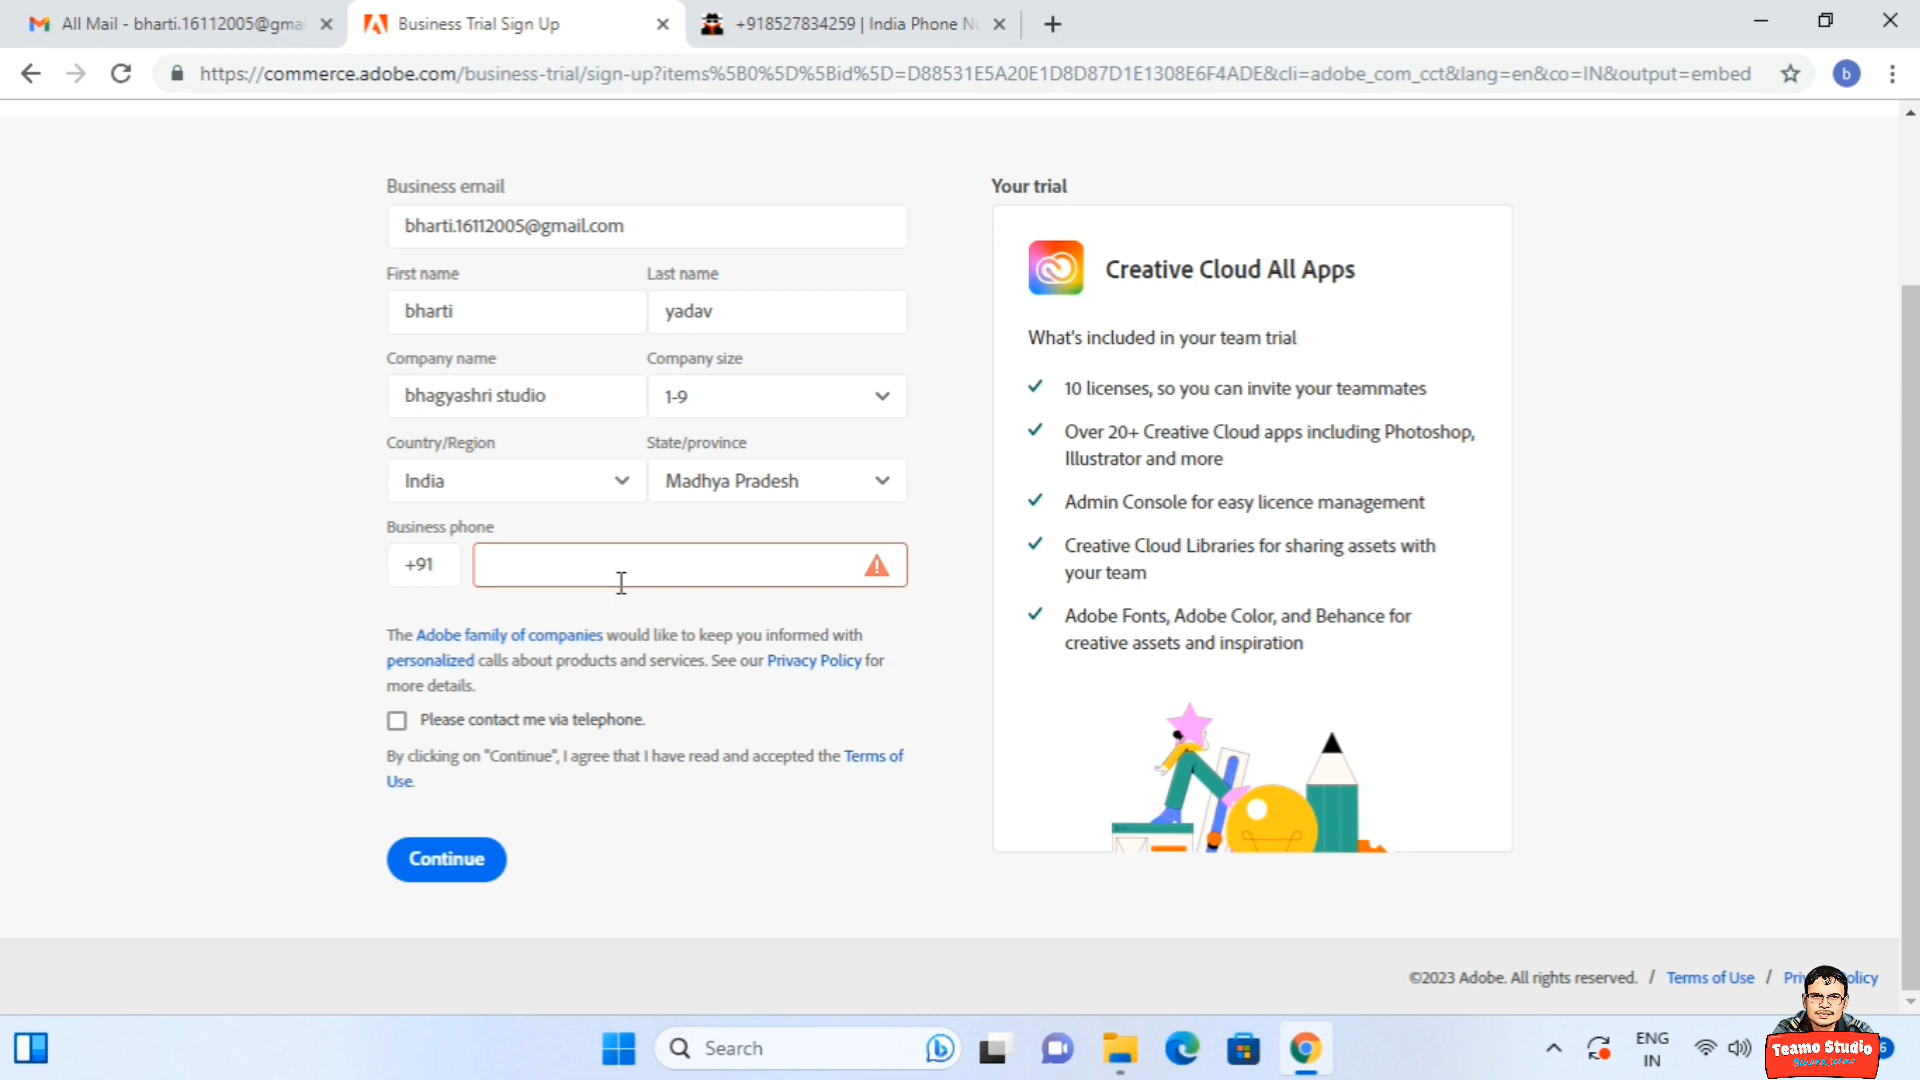 All Mail - bharti.16112005@gma
Business Trial Sign Up
+918527834259 | India Phone Nu
https://commerce.adobe.com/business-trial/sign-up?items%5B0%5D%5Bid%5D=D88531E5A20E1D8D87D1E1308E6F4ADE&cli=adobe_com_cct&lang=en&co=IN&output=embed
b
Business email
bharti.16112005@gmail.com
First name
Last name
bharti
yadav
Company name
Company size
bhagyashri studio
1-9
Country/Region
State/province
India
Madhya Pradesh
Business phone
+91
The Adobe family of companies would like to keep you informed with
personalized calls about products and services. See our Privacy Policy for
more details.
Please contact me via telephone.
By clicking on "Continue", I agree that I have read and accepted the Terms of
Use.
Continue
Your trial
Creative Cloud All Apps
What's included in your team trial
10 licenses, so you can invite your teammates
Over 20+ Creative Cloud apps including Photoshop,
Illustrator and more
Admin Console for easy licence management
Creative Cloud Libraries for sharing assets with
your team
Adobe Fonts, Adobe Color, and Behance for
creative assets and inspiration
©2023 Adobe. All rights reserved. / Terms of Use / Pri olicy
Search
ENG
IN
Teamo Studio